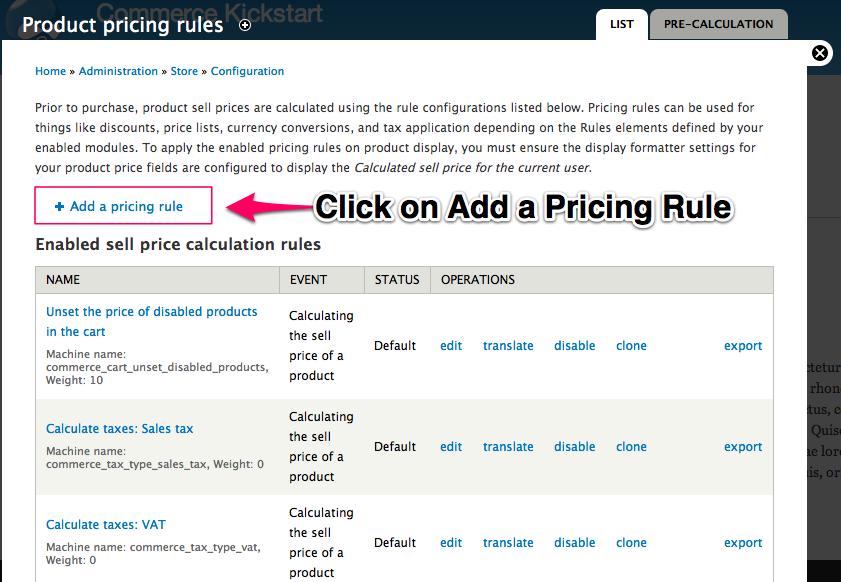 Commerce Kickstart
Product pricing rules
LIST
PRE-CALCULATION
Home » Administration » Store » Configuration
Prior to purchase, product sell prices are calculated using the rule configurations listed below. Pricing rules can be used for
things like discounts, price lists, currency conversions, and tax application depending on the Rules elements defined by your
enabled modules. To apply the enabled pricing rules on product display, you must ensure the display formatter settings for
your product price fields are configured to display the Calculated sell price for the current user.
+ Add a pricing rule
Click on Add a Pricing Rule
Enabled sell price calculation rules
NAME EVENT STATUS OPERATIONS
Unset the price of disabled products
in the cart
Machine name:
commerce_cart_unset_disabled_products,
Weight: 10
Calculating
the sell
price of a
product
Default edit translate disable clone export
Calculate taxes: Sales tax
Machine name:
commerce_tax_type_sales_tax, Weight: 0
Calculating
the sell
price of a
product
Default edit translate disable clone export
Calculate taxes: VAT
Machine name: commerce_tax_type_vat,
Weight: 0
Calculating
the sell
price of a
product
Default edit translate disable clone export